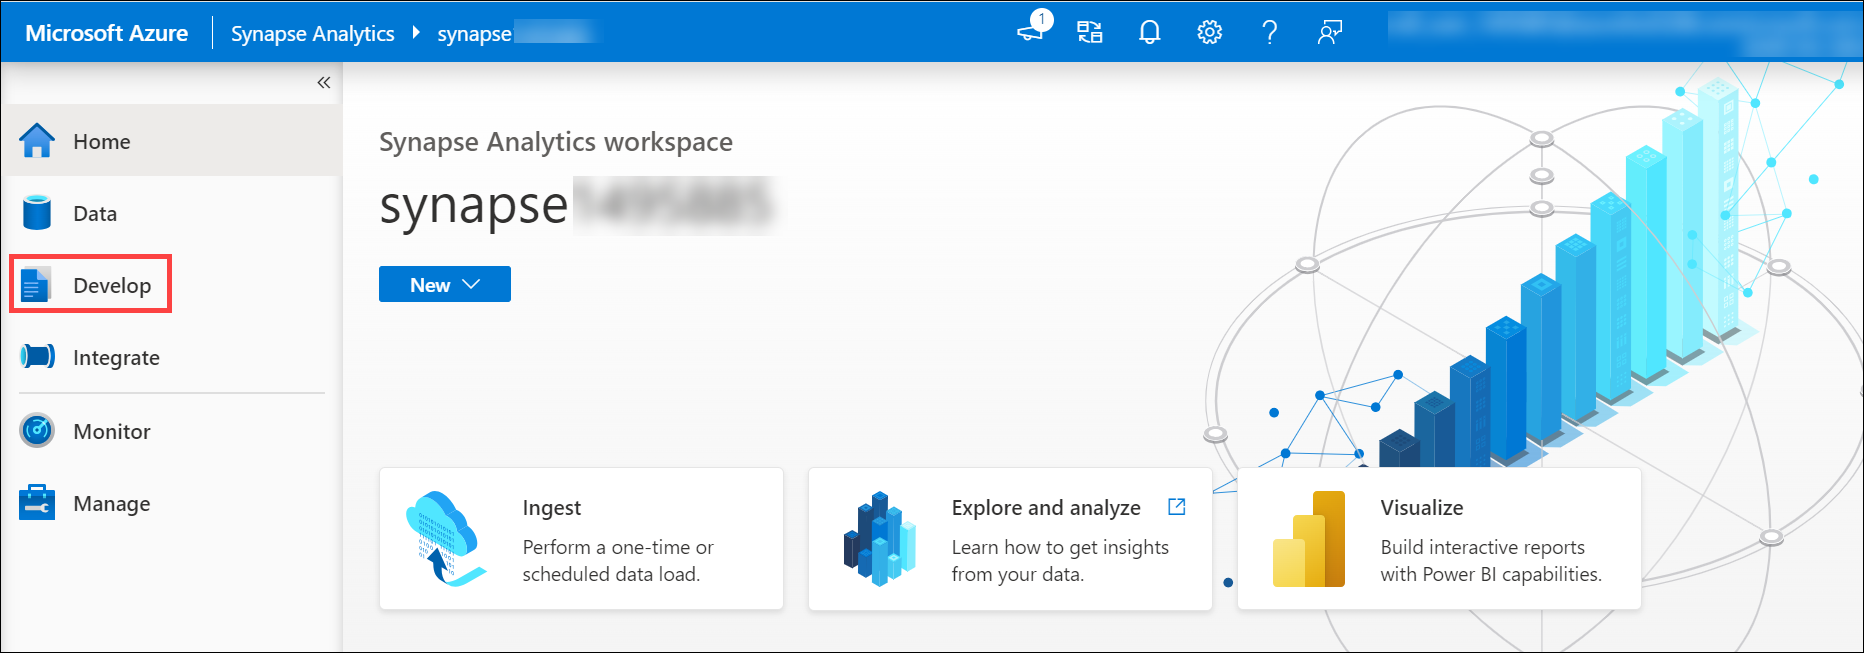 Microsoft Azure
Synapse Analytics
synapse
1
«
Home
Data
Develop
Integrate
Monitor
Manage
Synapse Analytics workspace
synapse
New
Ingest
Perform a one-time or
scheduled data load.
Explore and analyze
Learn how to get insights
from your data.
Visualize
Build interactive reports
with Power BI capabilities.